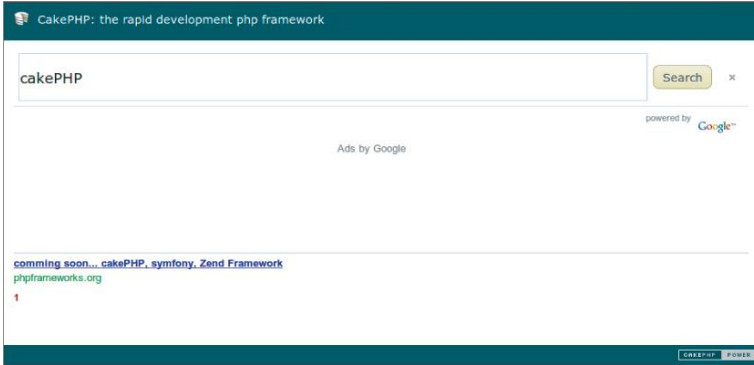 CakePHP: the rapid development php framework
cakePHP
Search ×
powered by Google™
Ads by Google
comming soon... cakePHP, symfony, Zend Framework
phpframeworks.org
1
CAKEPHP POWER